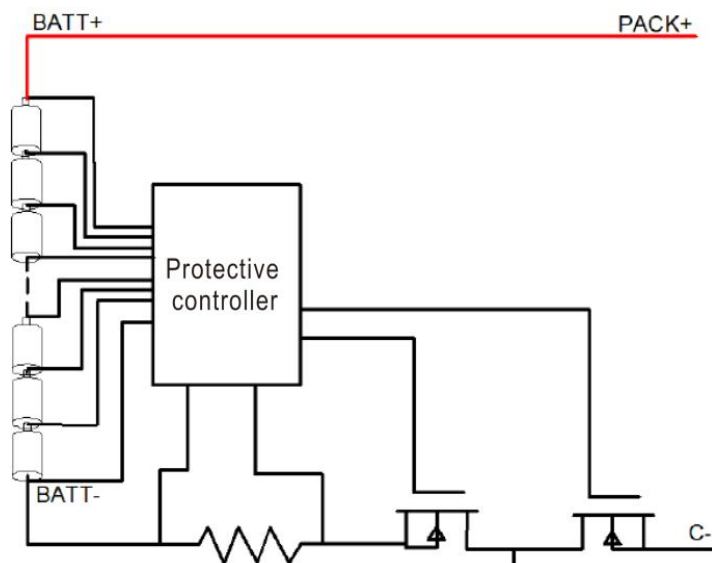 BATT+
PACK+
Protective
controller
BATT-
C-